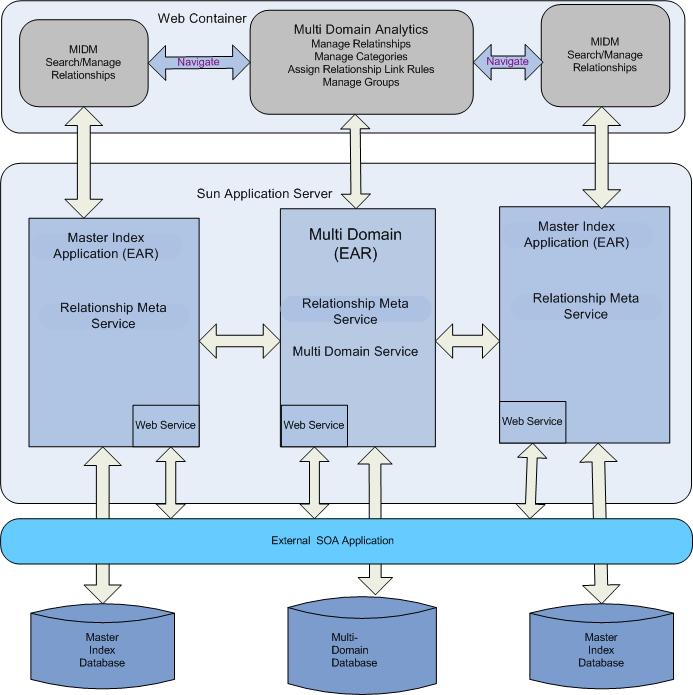 Web Container
MIDM
Search/Manage
Relationships
Navigate
Multi Domain Analytics
Manage Relatinships
Manage Categories
Assign Relationship Link Rules
Manage Groups
Navigate
MIDM
Search/Manage
Relationships
Sun Application Server
Master Index
Application (EAR)
Relationship Meta
Service
Web Service
Multi Domain
(EAR)
Relationship Meta
Service
Multi Domain Service
Web Service
Master Index
Application (EAR)
Relationship Meta
Service
Web Service
External SOA Application
Master
Index
Database
Multi-
Domain
Database
Master
Index
Database